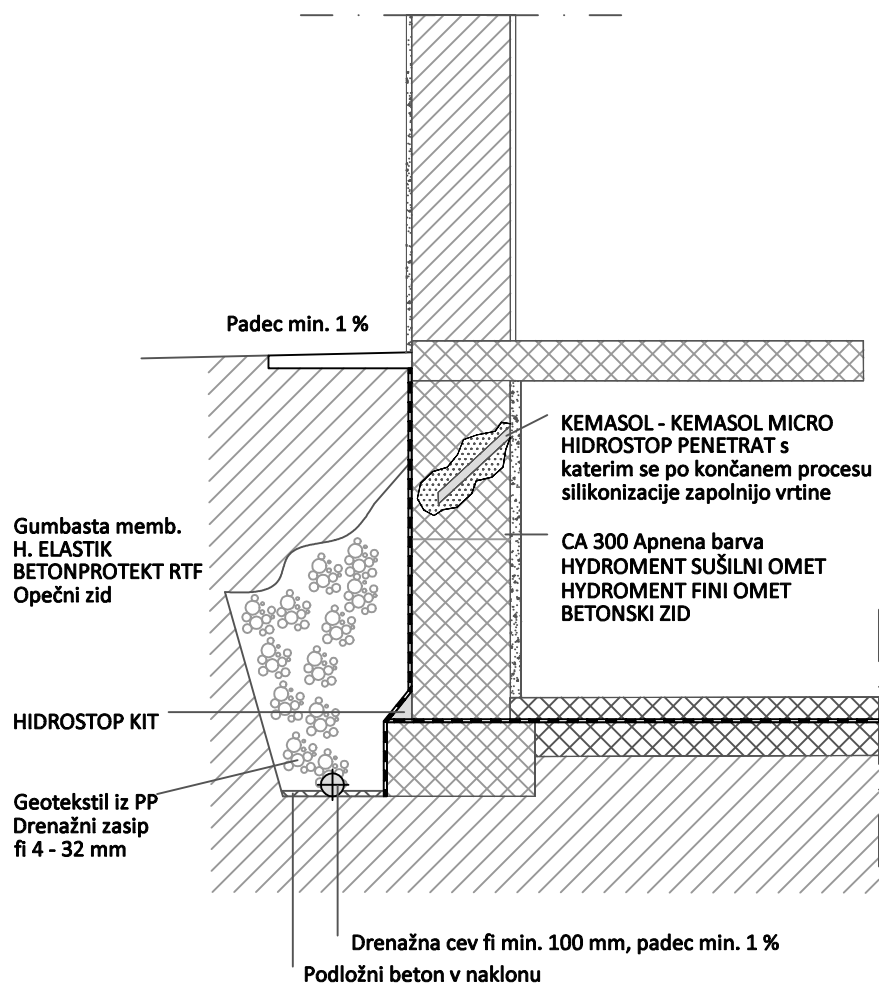 Padec min. 1 %
KEMASOL - KEMASOL MICRO
HIDROSTOP PENETRAT s
katerim se po končanem procesu
silikonizacije zapolnijo vrtine
Gumbasta memb.
H. ELASTIK
BETONPROTEKT RTF
Opečni zid
CA 300 Apnena barva
HYDROMENT SUŠILNI OMET
HYDROMENT FINI OMET
BETONSKI ZID
HIDROSTOP KIT
Geotekstil iz PP
Drenažni zasip
fi 4 - 32 mm
Drenažna cev fi min. 100 mm, padec min. 1 %
Podložni beton v naklonu